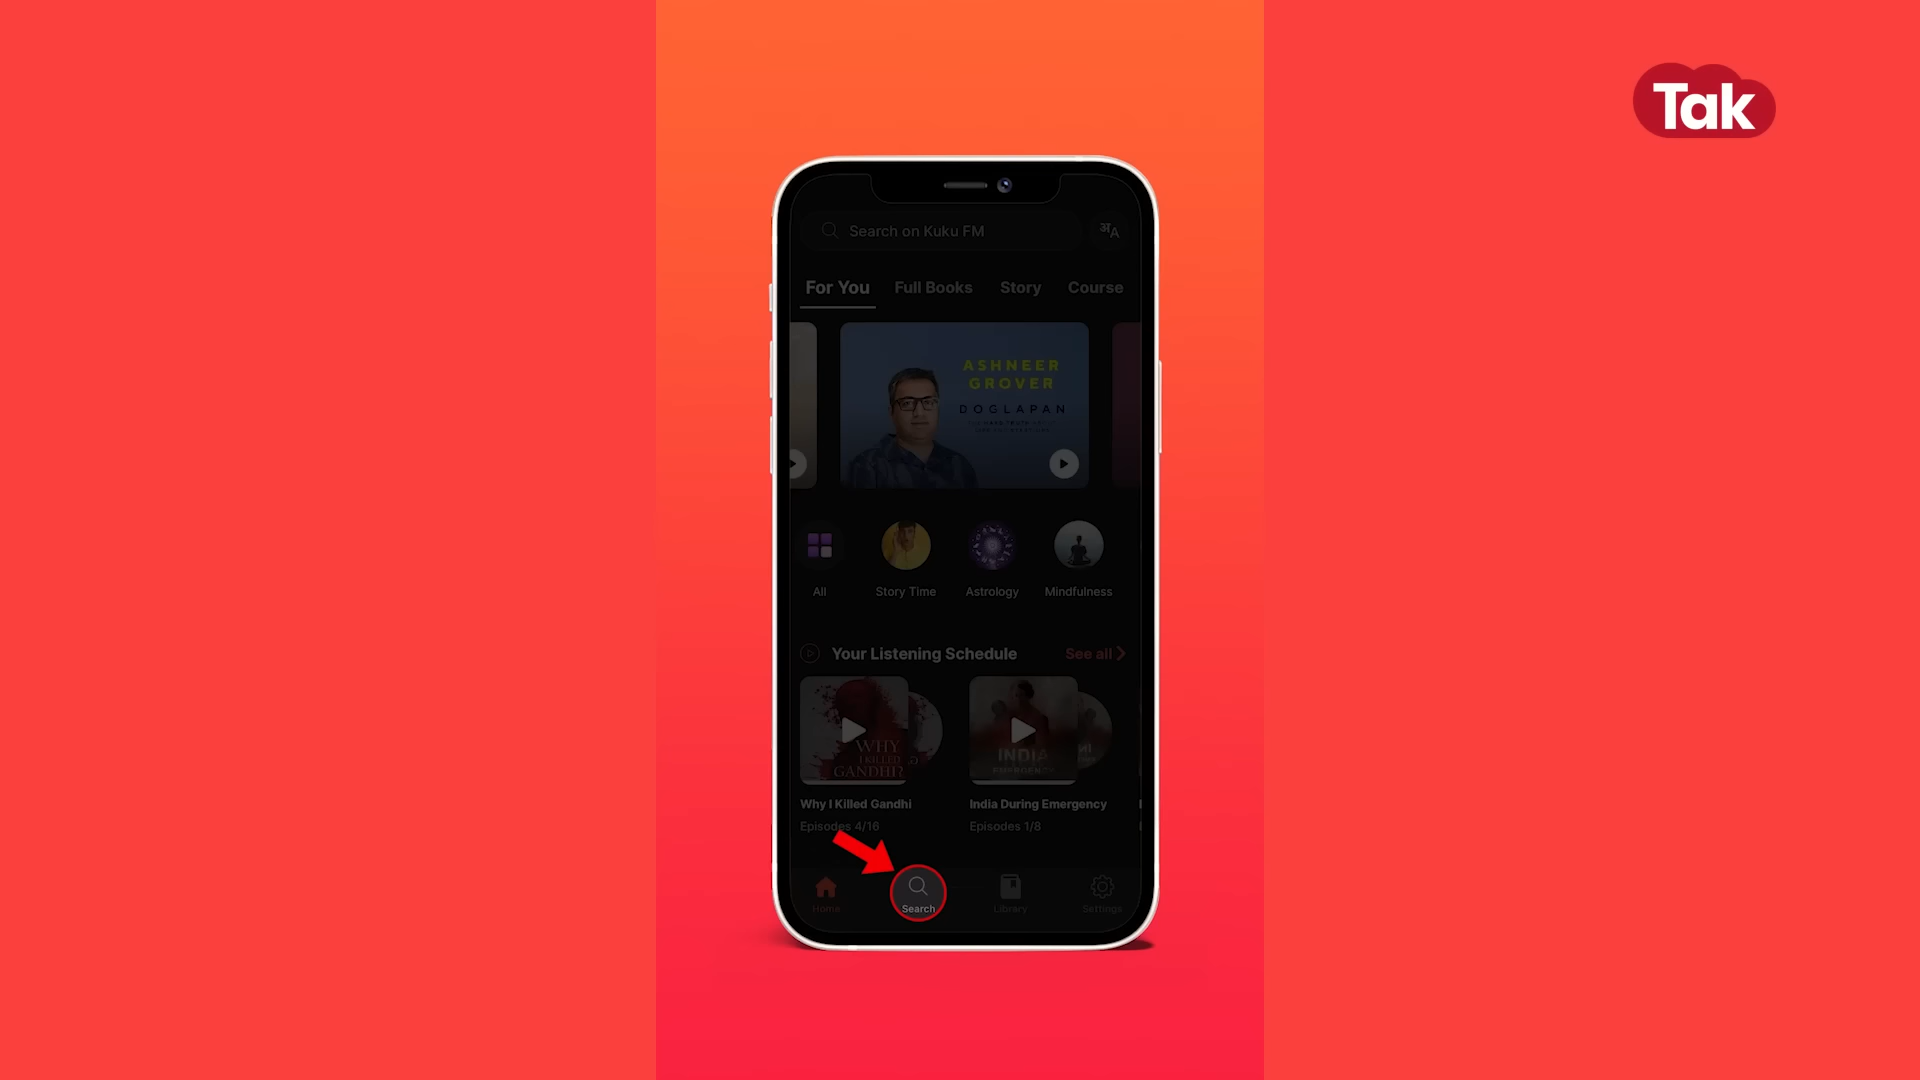 Tak
Search on Kuku FM
अA
For You Full Books Story Course
ASHNEER
GROVER
DOGLAPAN
All Story Time Astrology Mindfulness
Your Listening Schedule See all
WHY
I KILLED
GANDHI?
INDIA
EMERGENCY
Why I Killed Gandhi India During Emergency
Episodes 4/16 Episodes 1/8
Home Search Library Settings